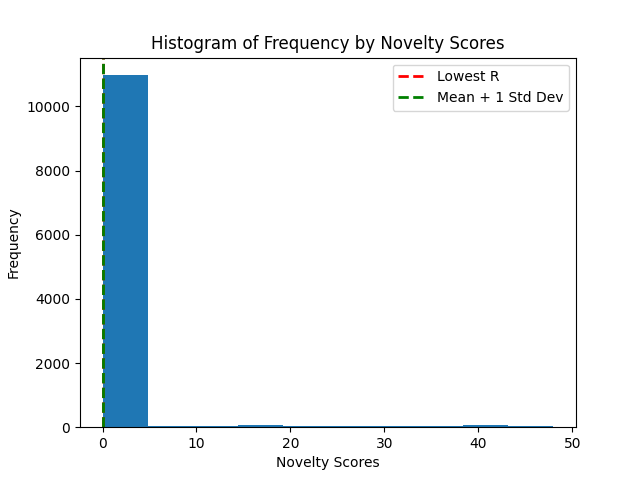 Histogram of Frequency by Novelty Scores
Lowest R
Mean + 1 Std Dev
10000
8000
6000
4000
2000
0
Frequency
0 10 20 30 40 50
Novelty Scores